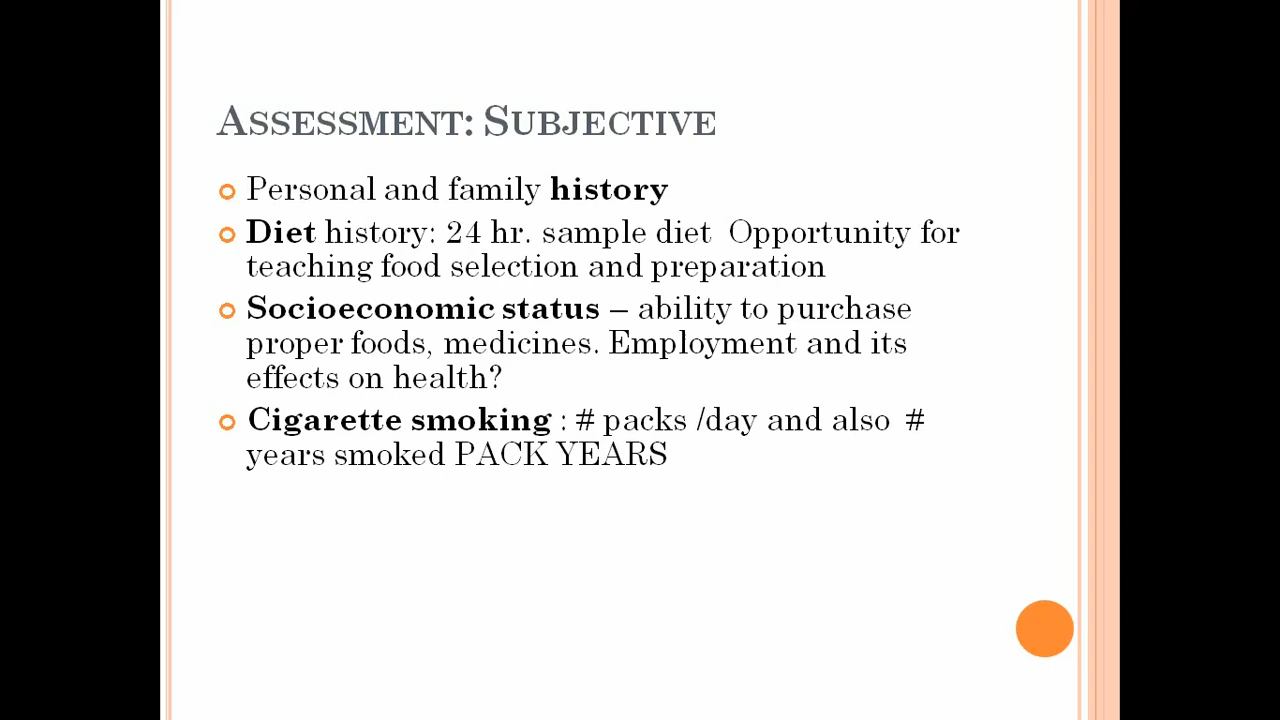 Assessment: Subjective
Personal and family history
Diet history: 24 hr. sample diet  Opportunity for
teaching food selection and preparation
Socioeconomic status – ability to purchase
proper foods, medicines. Employment and its
effects on health?
Cigarette smoking : # packs /day and also  #
years smoked PACK YEARS